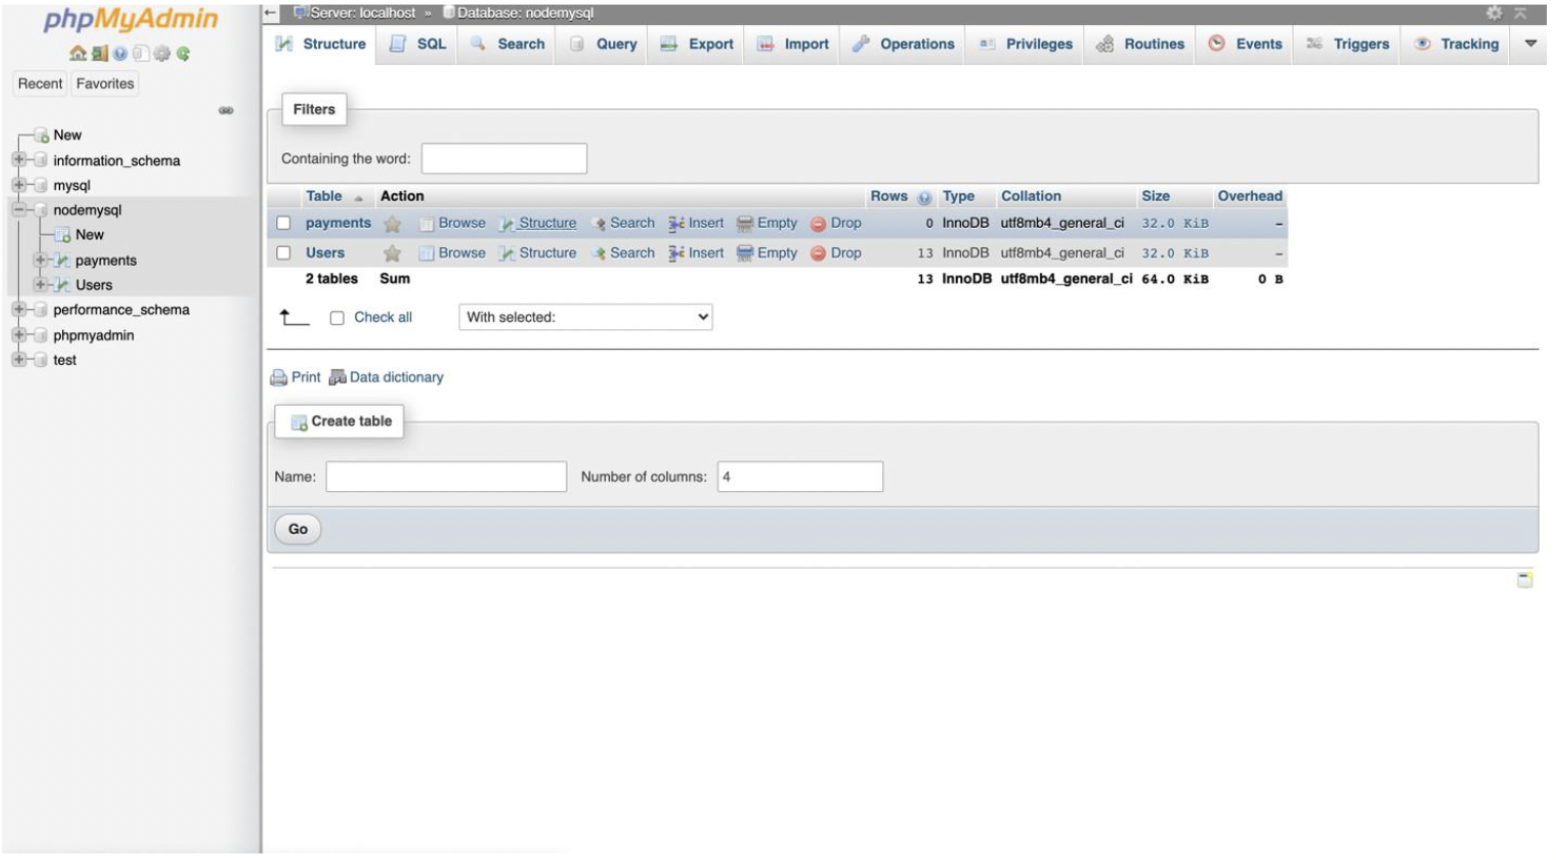 phpMyAdmin
Recent Favorites
New
information_schema
mysql
nodemysql
New
payments
Users
performance_schema
phpmyadmin
test
Server: localhost » Database: nodemysql
Structure SQL Search Query Export Import Operations Privileges Routines Events Triggers Tracking
Filters
Containing the word:
Table Action Rows Type Collation Size Overhead
payments Browse Structure Search Insert Empty Drop 0 InnoDB utf8mb4_general_ci 32.0 KiB –
Users Browse Structure Search Insert Empty Drop 13 InnoDB utf8mb4_general_ci 32.0 KiB –
2 tables Sum 13 InnoDB utf8mb4_general_ci 64.0 KiB 0 B
Check all With selected:
Print Data dictionary
Create table
Name: Number of columns: 4
Go